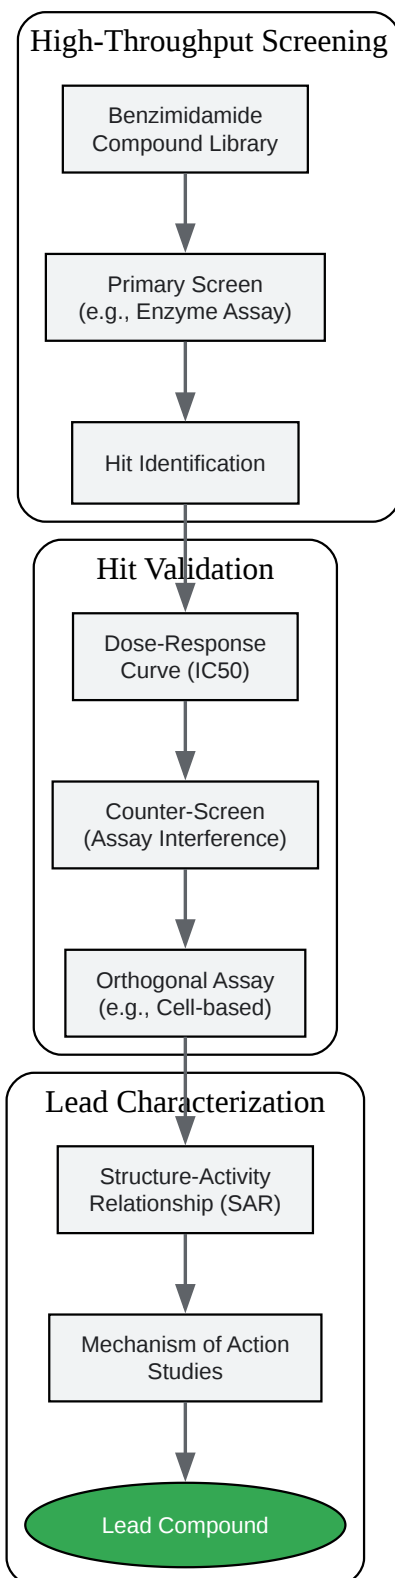 High-Throughput Screening
Benzimidamide
Compound Library
Primary Screen
(e.g., Enzyme Assay)
Hit Identification
Hit Validation
Dose-Response
Curve (IC50)
Counter-Screen
(Assay Interference)
Orthogonal Assay
(e.g., Cell-based)
Lead Characterization
Structure-Activity
Relationship (SAR)
Mechanism of Action
Studies
Lead Compound